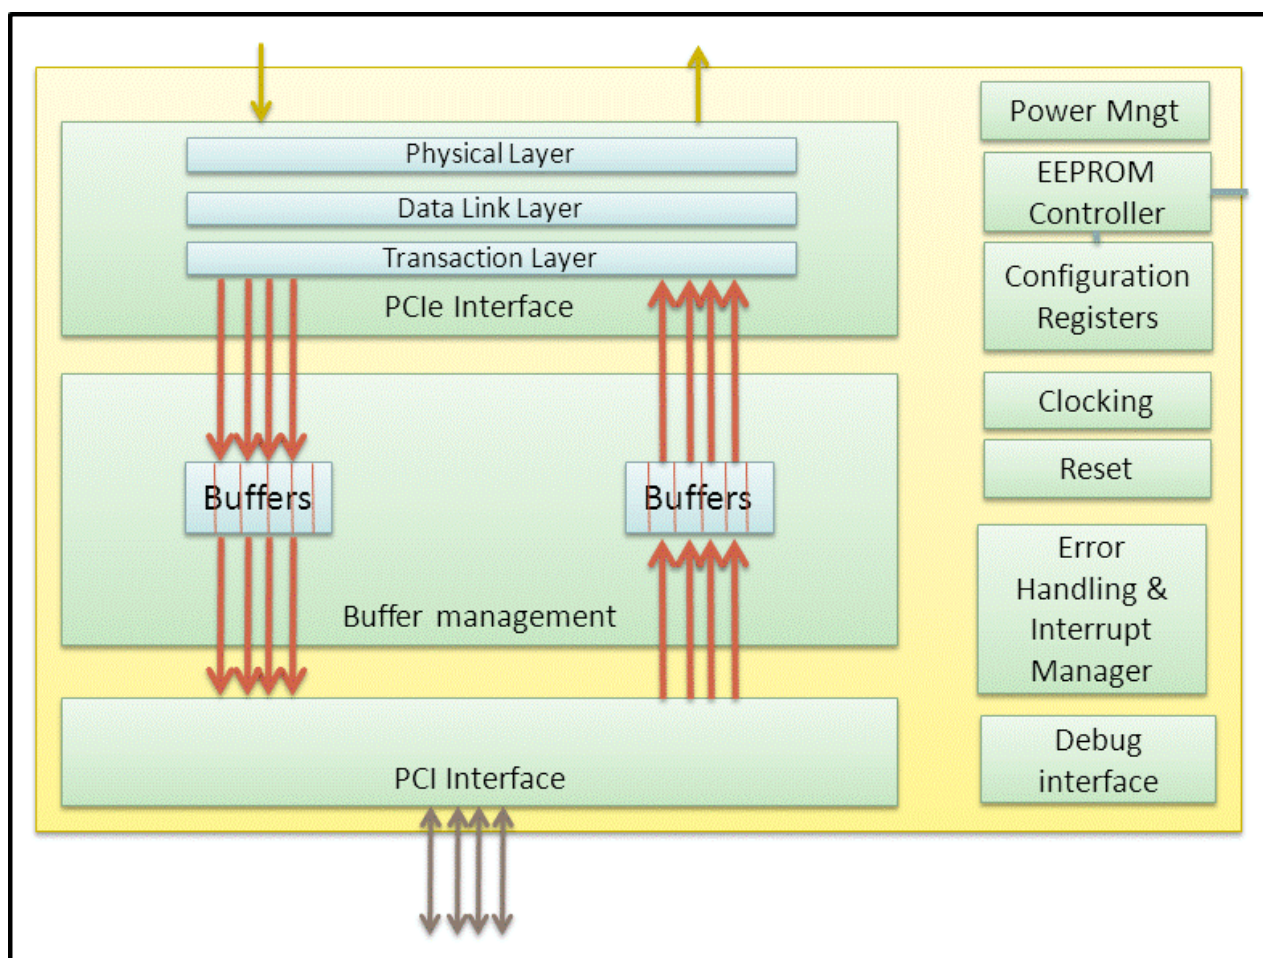 Physical Layer
Data Link Layer
Transaction Layer
PCIe Interface
Buffers
Buffers
Buffer management
PCI Interface
Power Mngt
EEPROM
Controller
Configuration
Registers
Clocking
Reset
Error
Handling &
Interrupt
Manager
Debug
interface